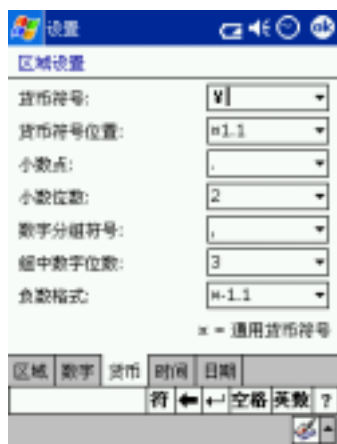 设置 ok
区域设置
货币符号: ¥
货币符号位置: ¤1.1
小数点: .
小数位数: 2
数字分组符号: ,
组中数字位数: 3
负数格式: ¤-1.1
¤ = 通用货币符号
区域 数字 货币 时间 日期
符 ← ↵ 空格 英数 ?